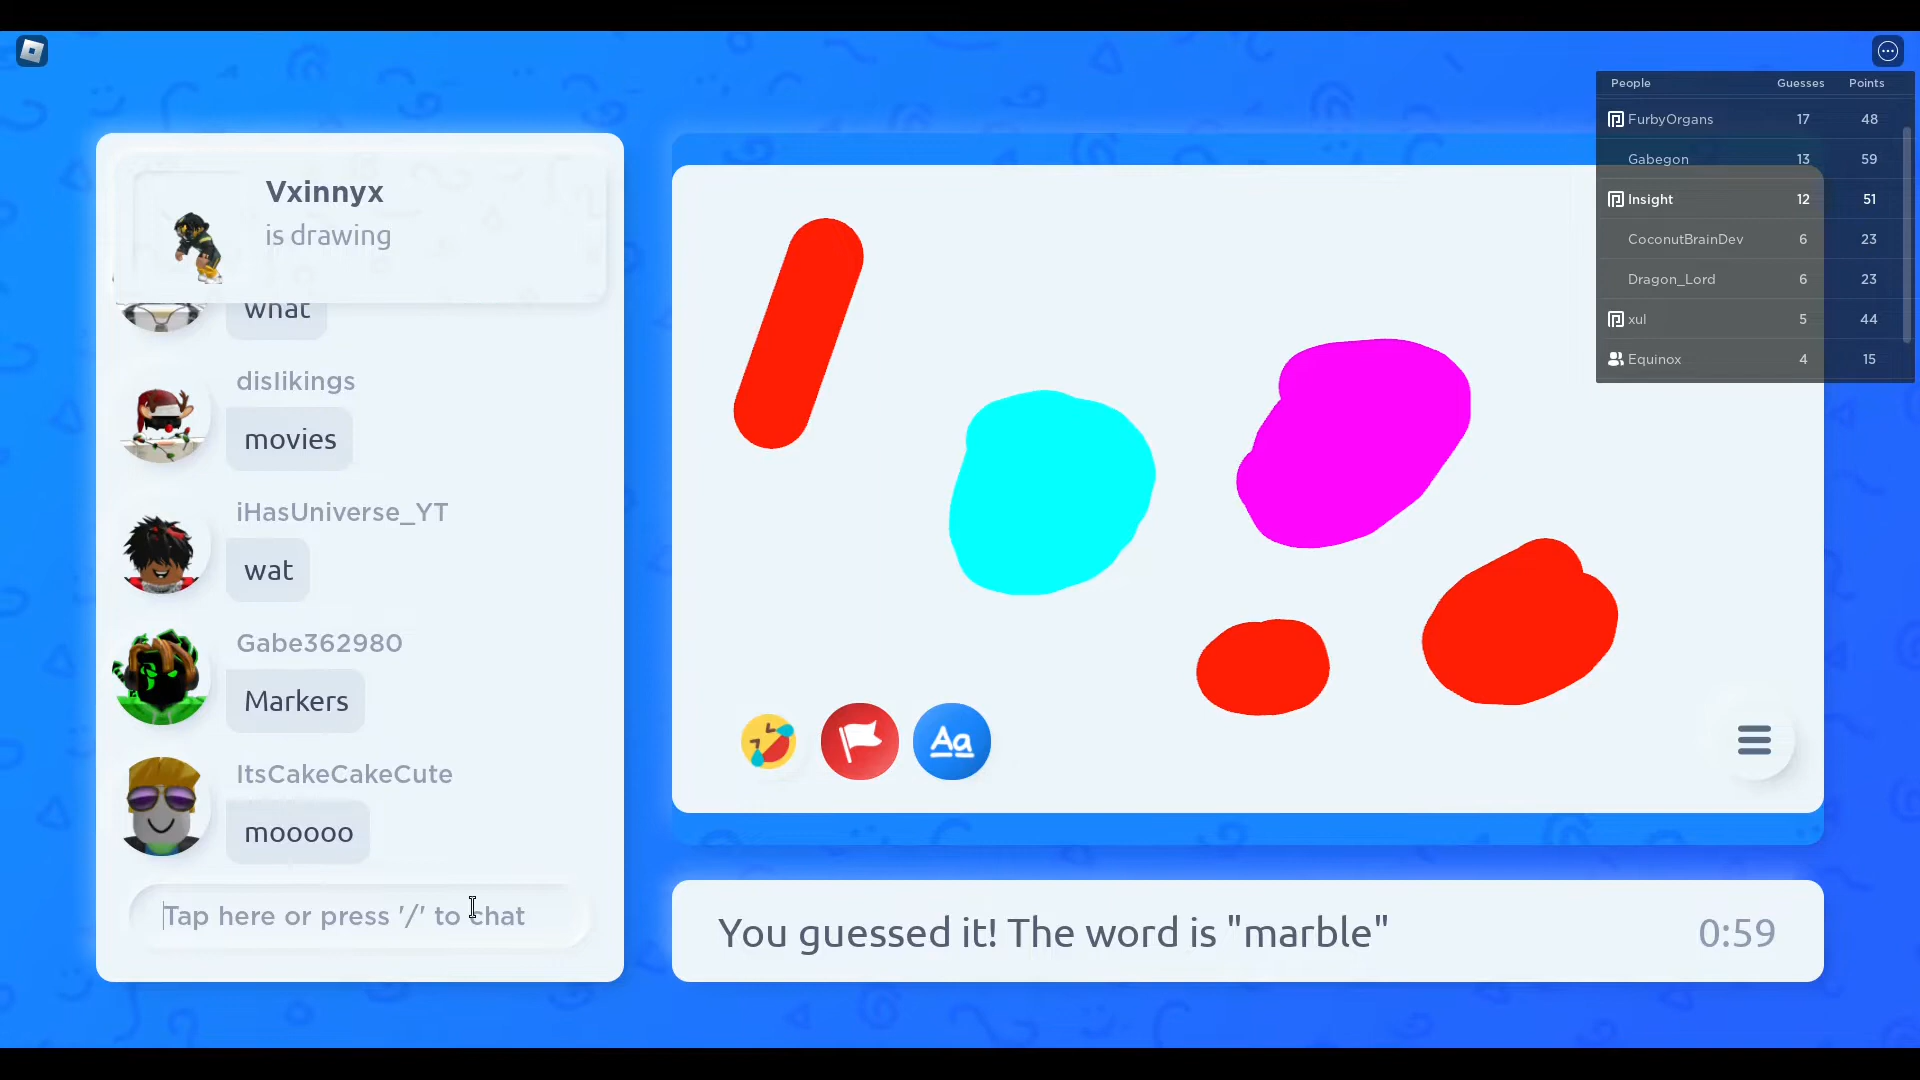 Vxinnyx
is drawing
what
dislikings
movies
iHasUniverse_YT
wat
Gabe362980
Markers
ItsCakeCakeCute
mooooo
Tap here or press '/' to chat
Aa
You guessed it! The word is "marble"
0:59
People Guesses Points
FurbyOrgans 17 48
Gabegon 13 59
Insight 12 51
CoconutBrainDev 6 23
Dragon_Lord 6 23
xul 5 44
Equinox 4 15